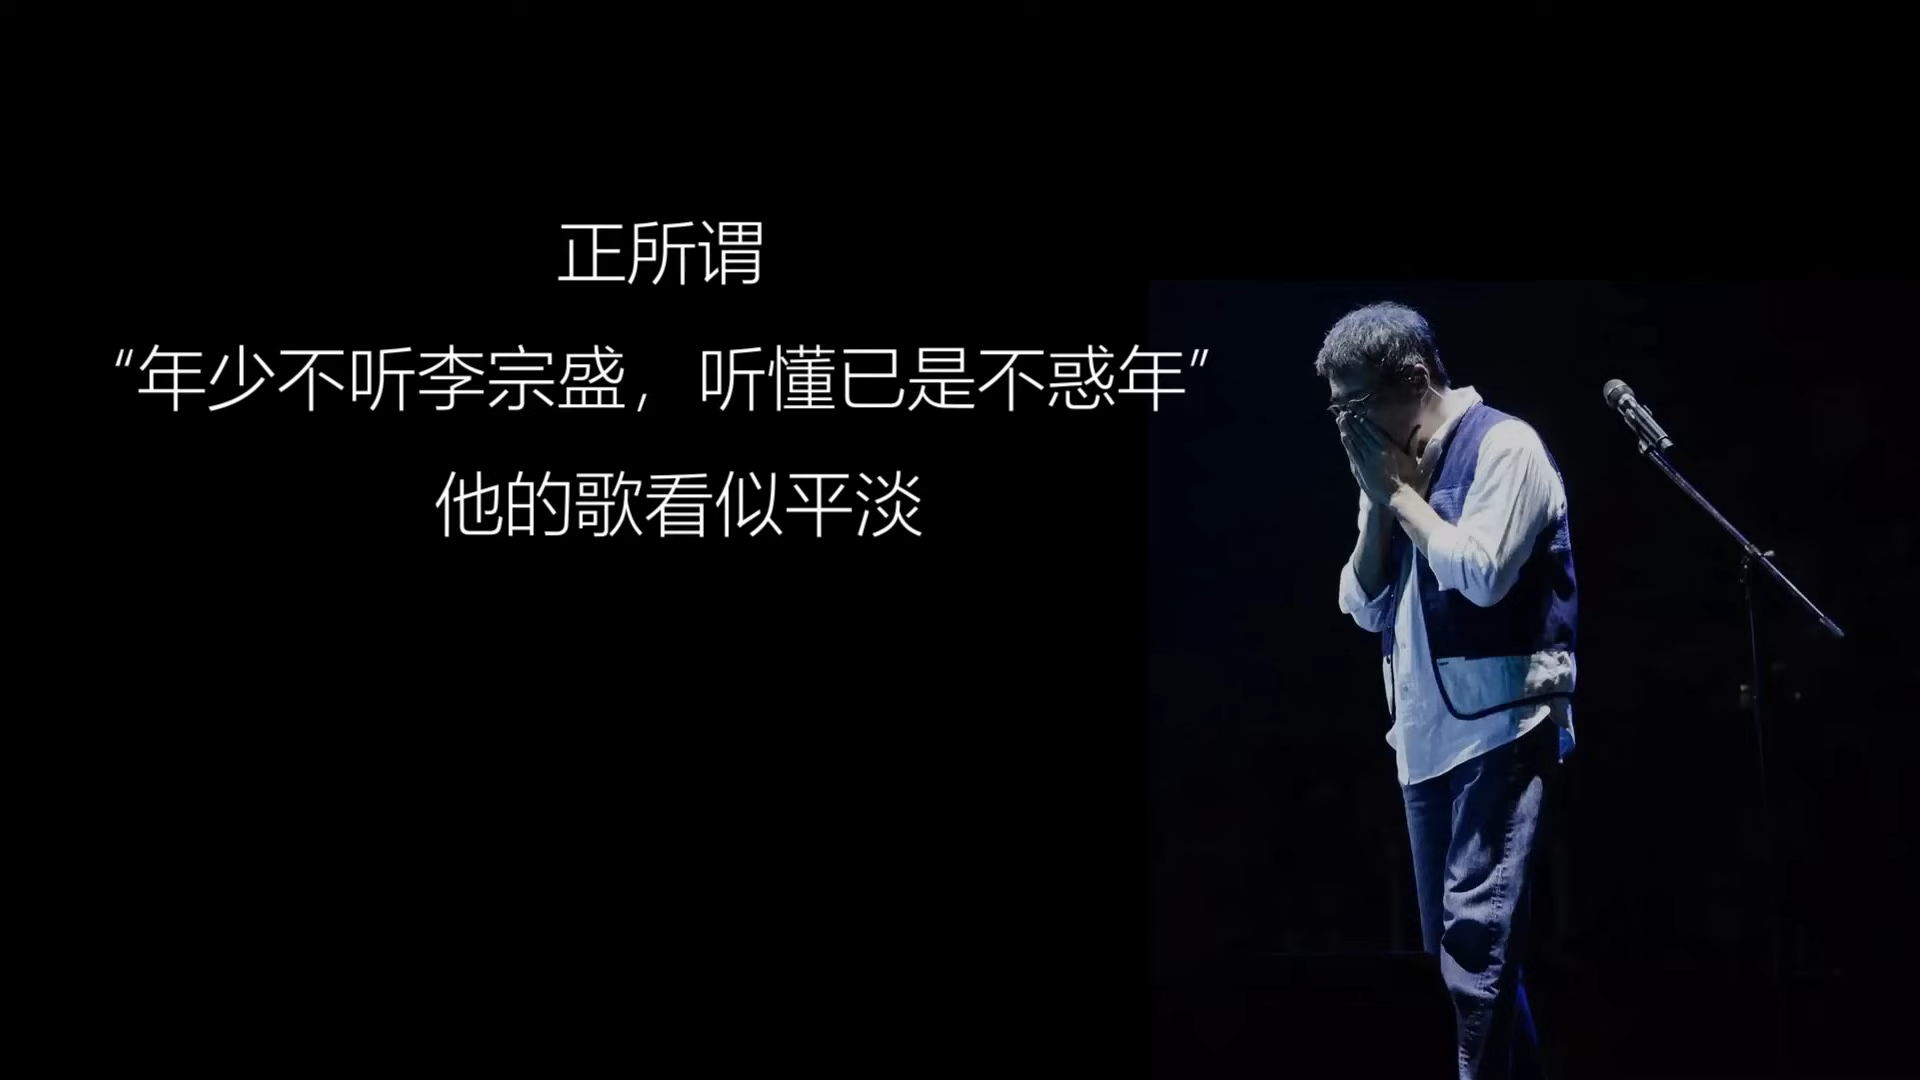 正所谓
“年少不听李宗盛，听懂已是不惑年”
他的歌看似平淡